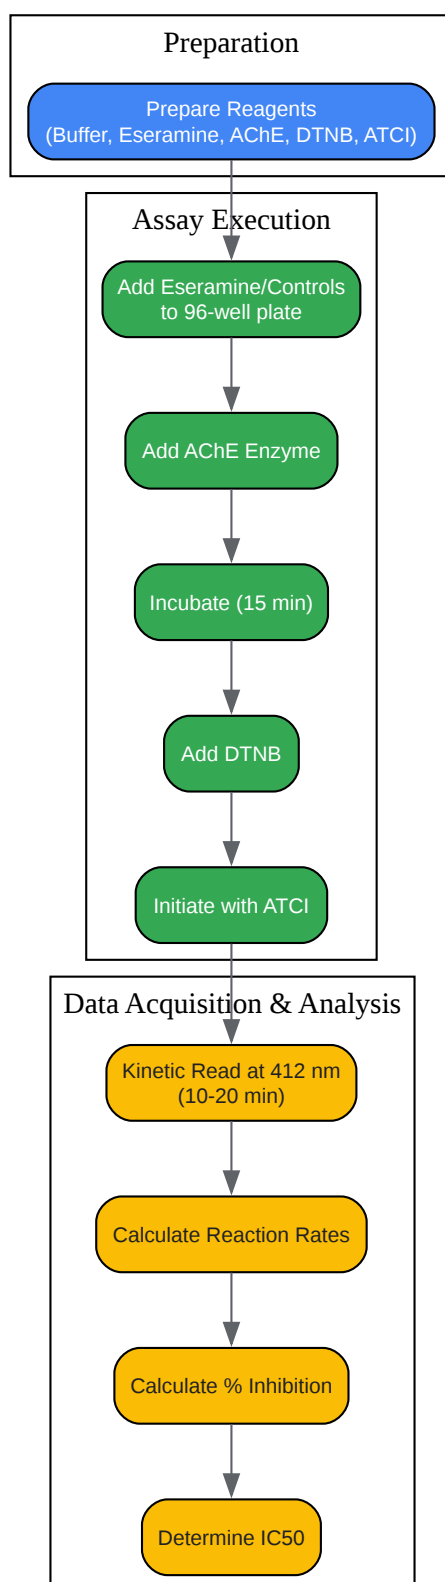 Preparation
Prepare Reagents
(Buffer, Eseramine, AChE, DTNB, ATCI)
Assay Execution
Add Eseramine/Controls
to 96-well plate
Add AChE Enzyme
Incubate (15 min)
Add DTNB
Initiate with ATCI
Data Acquisition & Analysis
Kinetic Read at 412 nm
(10-20 min)
Calculate Reaction Rates
Calculate % Inhibition
Determine IC50